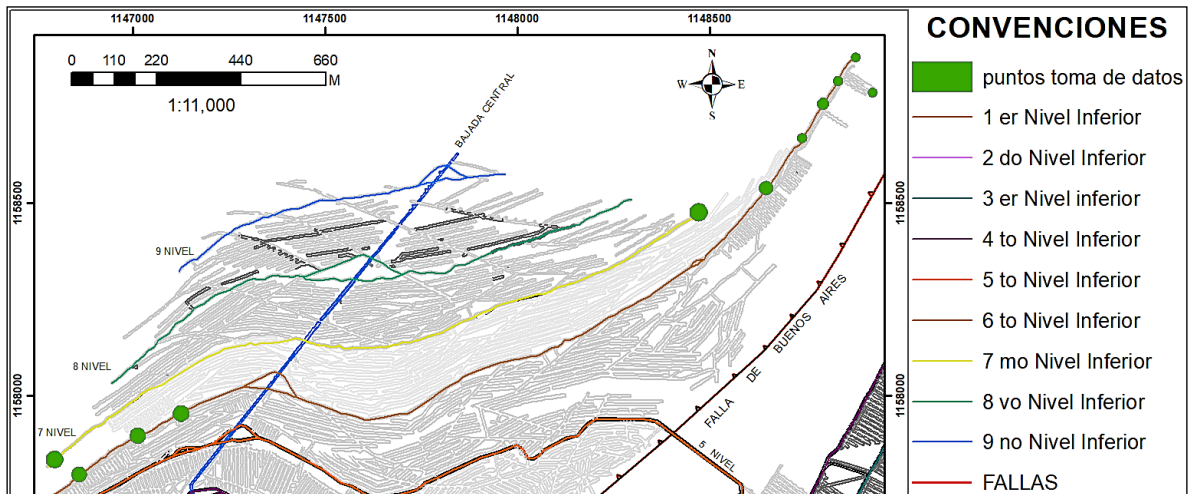 1147000
1147500
1148000
1148500
0 110 220 440 660
M
1:11,000
N
W E
S
BAJADA CENTRAL
1158500
1158500
9 NIVEL
8 NIVEL
7 NIVEL
5 NIVEL
FALLA DE BUENOS AIRES
1158000
1158000
CONVENCIONES
puntos toma de datos
1 er Nivel Inferior
2 do Nivel Inferior
3 er Nivel inferior
4 to Nivel Inferior
5 to Nivel Inferior
6 to Nivel Inferior
7 mo Nivel Inferior
8 vo Nivel Inferior
9 no Nivel Inferior
FALLAS